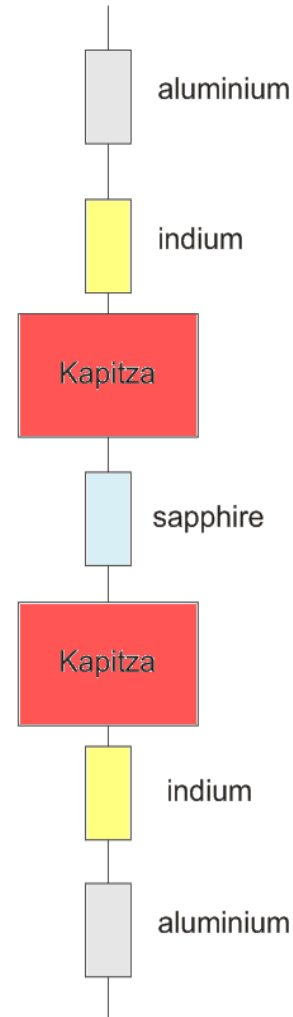 aluminium
indium
Kapitza
sapphire
Kapitza
indium
aluminium